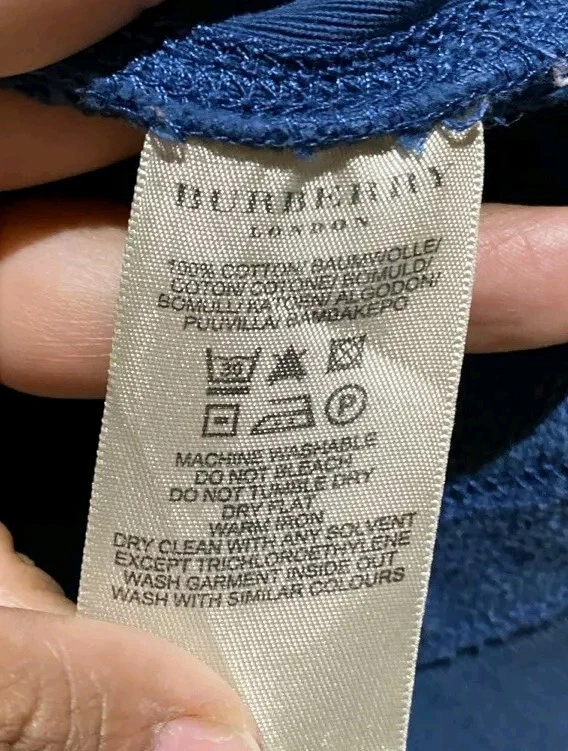 BURBERRY
LONDON
100% COTTON/ BAUMWOLLE/
COTON/ COTONE/ BOMULD/
BOMULL/ KATOEN/ ALGODON/
PUUVILLA/ BAMBAKEPO
30
P
MACHINE WASHABLE
DO NOT BLEACH
DO NOT TUMBLE DRY
DRY FLAT
WARM IRON
DRY CLEAN WITH ANY SOLVENT
EXCEPT TRICHLOROETHYLENE
WASH GARMENT INSIDE OUT
WASH WITH SIMILAR COLOURS